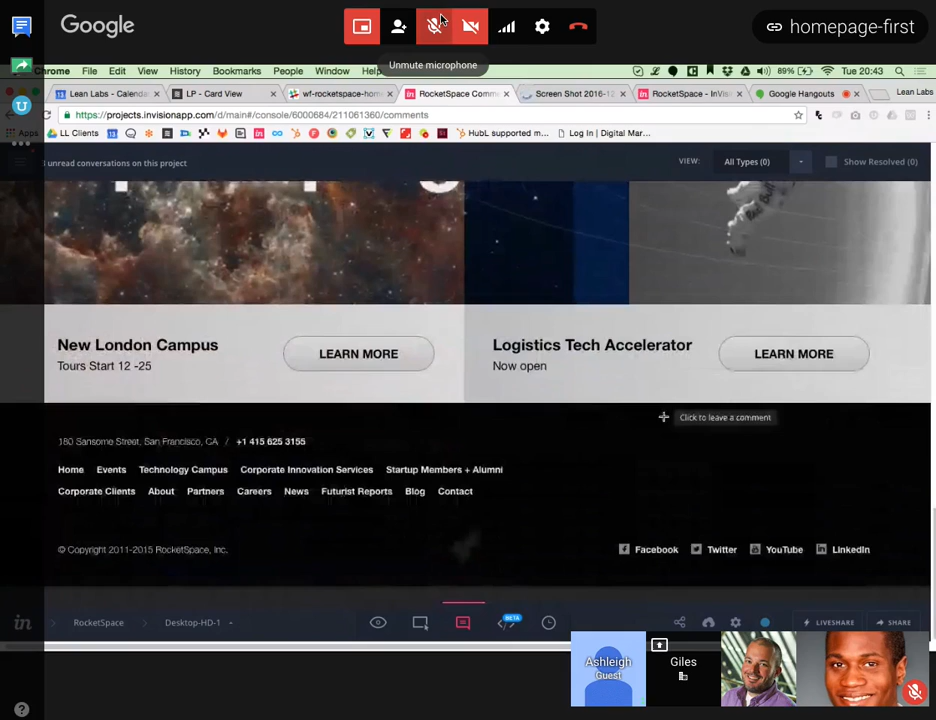 Google
homepage-first
Unmute microphone
Chrome File Edit View History Bookmarks People Window Help 89% Tue 20:43
Lean Labs - Calenda LP - Card View wf-rocketspace-hom RocketSpace Comm Screen Shot 2016-12 RocketSpace - InVis Google Hangouts Lean Labs
https://projects.invisionapp.com/d/main#/console/6000684/211061360/comments
Apps LL Clients HubL supported m... Log In | Digital Mar...
unread conversations on this project VIEW: All Types (0) Show Resolved (0)
Red Bull
New London Campus
Tours Start 12 -25
LEARN MORE
Logistics Tech Accelerator
Now open
LEARN MORE
Click to leave a comment
180 Sansome Street, San Francisco, CA / +1 415 625 3155
Home Events Technology Campus Corporate Innovation Services Startup Members + Alumni
Corporate Clients About Partners Careers News Futurist Reports Blog Contact
© Copyright 2011-2015 RocketSpace, Inc. Facebook Twitter YouTube LinkedIn
in RocketSpace Desktop-HD-1 BETA LIVESHARE SHARE
Ashleigh
Guest
Giles